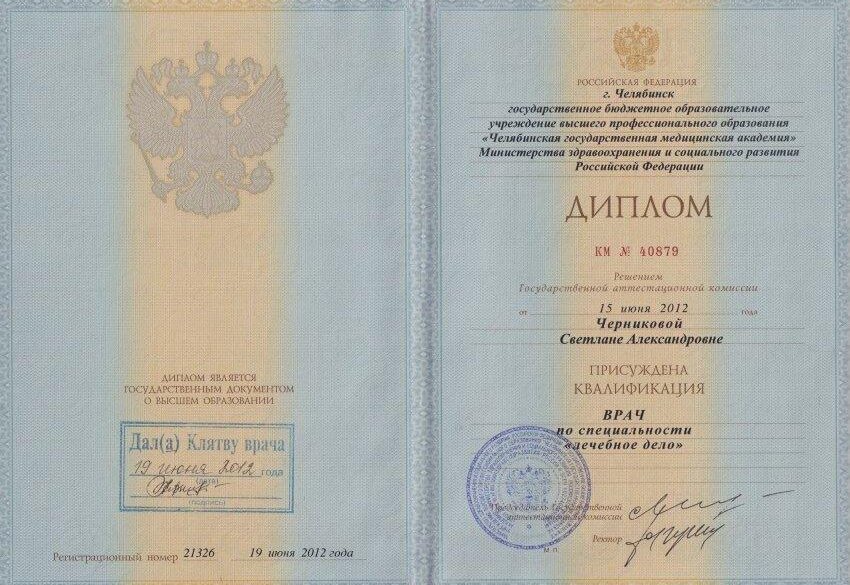 ДИПЛОМ ЯВЛЯЕТСЯ
ГОСУДАРСТВЕННЫМ ДОКУМЕНТОМ
О ВЫСШЕМ ОБРАЗОВАНИИ
Дал(а) Клятву врача
19 июня 2012 года
(дата)
(подпись)
Регистрационный номер 21326 19 июня 2012 года
РОССИЙСКАЯ ФЕДЕРАЦИЯ
г. Челябинск
государственное бюджетное образовательное
учреждение высшего профессионального образования
«Челябинская государственная медицинская академия»
Министерства здравоохранения и социального развития
Российской Федерации
ДИПЛОМ
КМ № 40879
Решением
Государственной аттестационной комиссии
от 15 июня 2012 года
Черниковой
Светлане Александровне
ПРИСУЖДЕНА
КВАЛИФИКАЦИЯ
ВРАЧ
по специальности
«лечебное дело»
Председатель Государственной
аттестационной комиссии
Ректор
М.П.